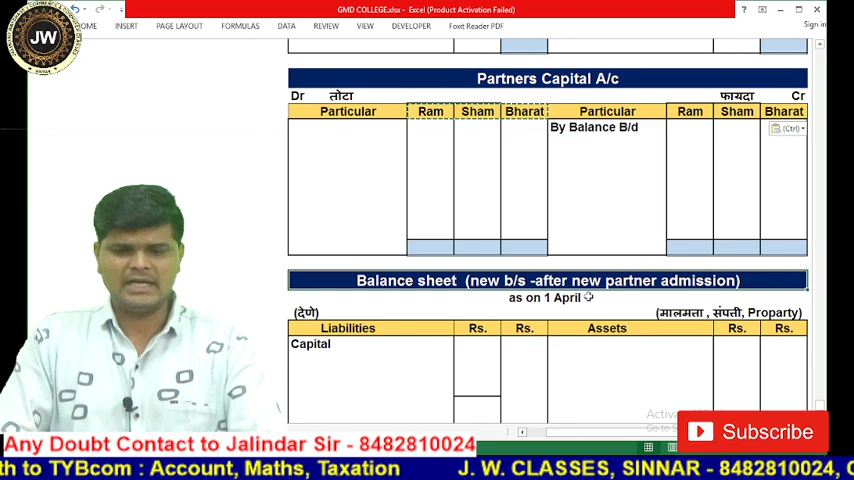 JW
GMD COLLEGE.xlsx - Excel (Product Activation Failed)
HOME INSERT PAGE LAYOUT FORMULAS DATA REVIEW VIEW DEVELOPER Foxit Reader PDF Sign in
Partners Capital A/c
Dr तोटा फायदा Cr
Particular Ram Sham Bharat Particular Ram Sham Bharat
By Balance B/d
(Ctrl)
Balance sheet (new b/s -after new partner admission)
as on 1 April
(देणे) (मालमत्ता , संपत्ती, Proparty)
Liabilities Rs. Rs. Assets Rs. Rs.
Capital
Subscribe
Any Doubt Contact to Jalindar Sir - 8482810024
th to TYBcom : Account, Maths, Taxation J. W. CLASSES, SINNAR - 8482810024,